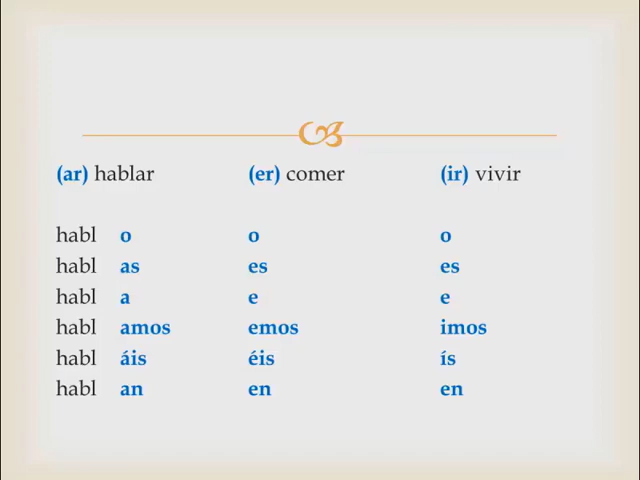 (ar) hablar (er) comer (ir) vivir
habl o o o
habl as es es
habl a e e
habl amos emos imos
habl áis éis ís
habl an en en